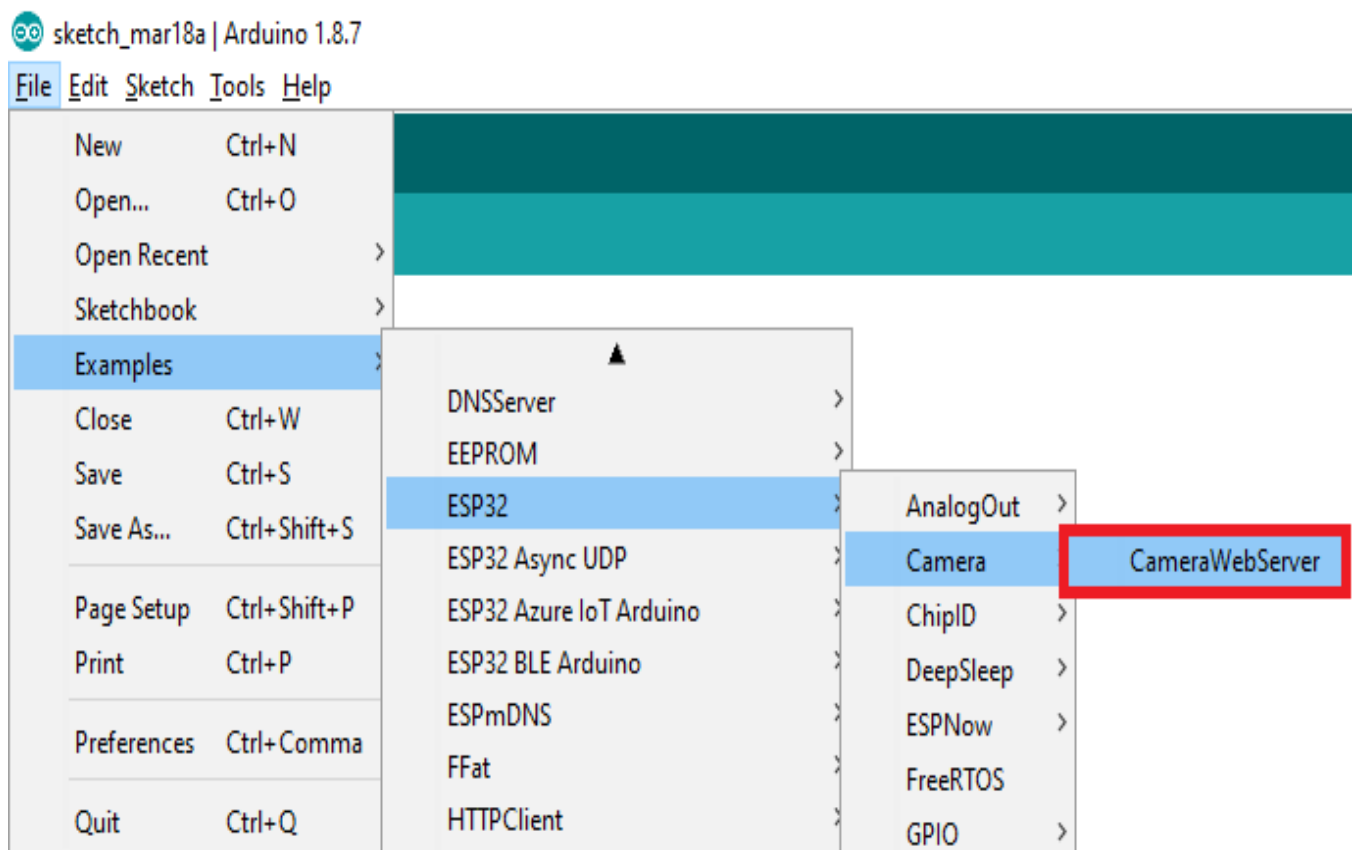 sketch_mar18a | Arduino 1.8.7
File Edit Sketch Tools Help
New Ctrl+N
Open... Ctrl+O
Open Recent
Sketchbook
Examples
Close Ctrl+W
Save Ctrl+S
Save As... Ctrl+Shift+S
Page Setup Ctrl+Shift+P
Print Ctrl+P
Preferences Ctrl+Comma
Quit Ctrl+Q
DNSServer
EEPROM
ESP32
ESP32 Async UDP
ESP32 Azure IoT Arduino
ESP32 BLE Arduino
ESPmDNS
FFat
HTTPClient
AnalogOut
Camera
ChipID
DeepSleep
ESPNow
FreeRTOS
GPIO
CameraWebServer